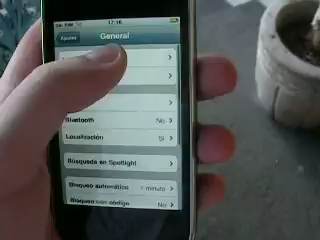 17:16
Ajustes
General
Bluetooth No
Localización Sí
Búsqueda en Spotlight
Bloqueo automático 1 minuto
Bloqueo con código No